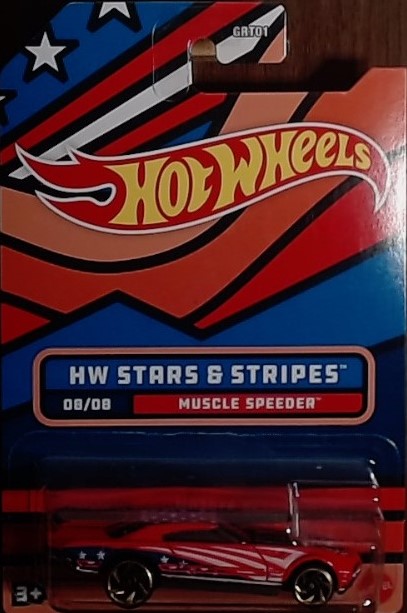 GRT01
HOT WHEELS
HW STARS & STRIPES™
08/08 MUSCLE SPEEDER™
3+